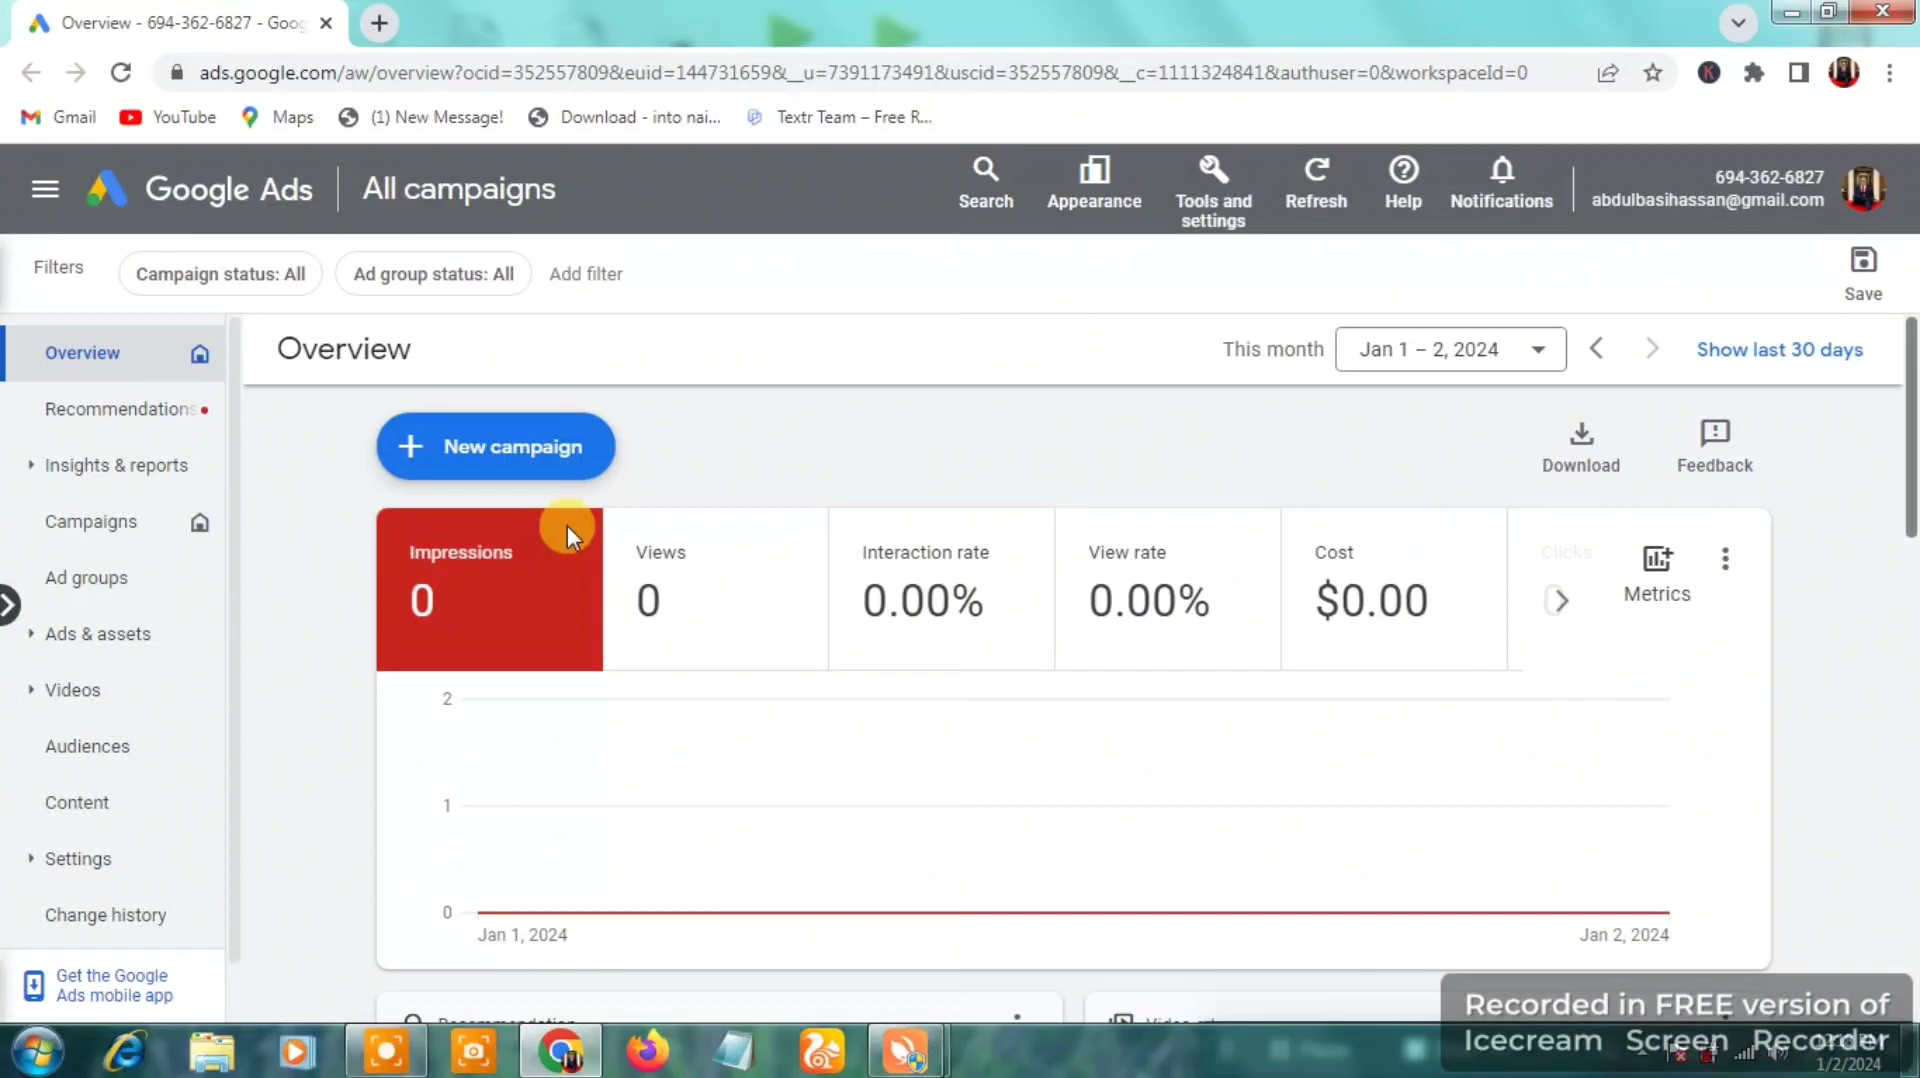 Overview - 694-362-6827 - Goog
ads.google.com/aw/overview?ocid=352557809&euid=144731659&__u=7391173491&uscid=352557809&__c=1111324841&authuser=0&workspaceId=0
Gmail
YouTube
Maps
(1) New Message!
Download - into nai...
Textr Team – Free R...
Google Ads
All campaigns
Search
Appearance
Tools and
settings
Refresh
Help
Notifications
694-362-6827
abdulbasihassan@gmail.com
Filters
Campaign status: All
Ad group status: All
Add filter
Save
Overview
Recommendations
Insights & reports
Campaigns
Ad groups
Ads & assets
Videos
Audiences
Content
Settings
Change history
Get the Google
Ads mobile app
Overview
This month
Jan 1 – 2, 2024
Show last 30 days
New campaign
Download
Feedback
Impressions
0
Views
0
Interaction rate
0.00%
View rate
0.00%
Cost
$0.00
Clicks
0
Metrics
2
1
0
Jan 1, 2024
Jan 2, 2024
Recorded in FREE version of
Icecream Screen Recorder
1/2/2024